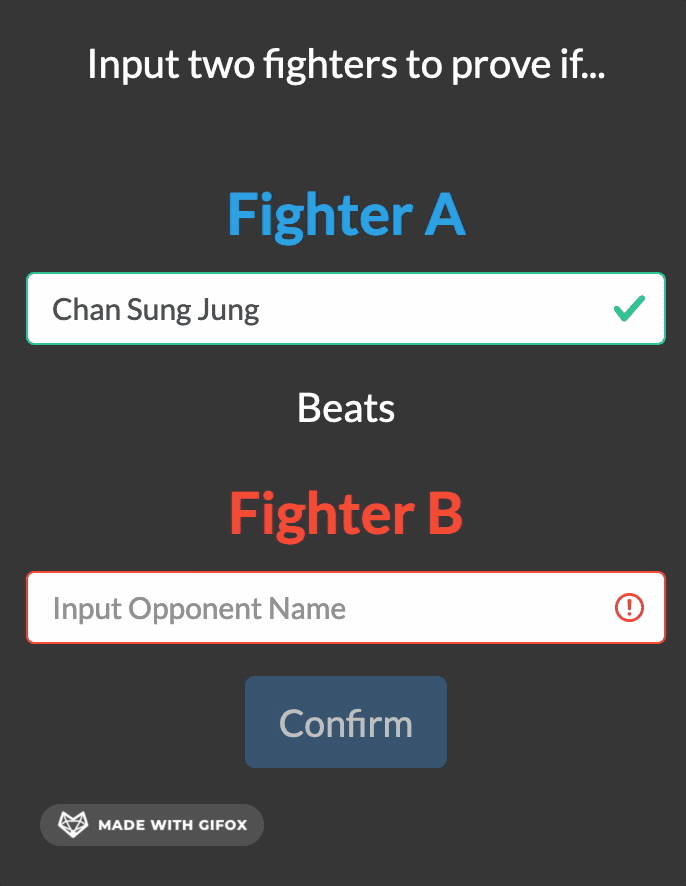 Input two fighters to prove if...
Fighter A
Chan Sung Jung
Beats
Fighter B
Input Opponent Name
Confirm
MADE WITH GIFOX